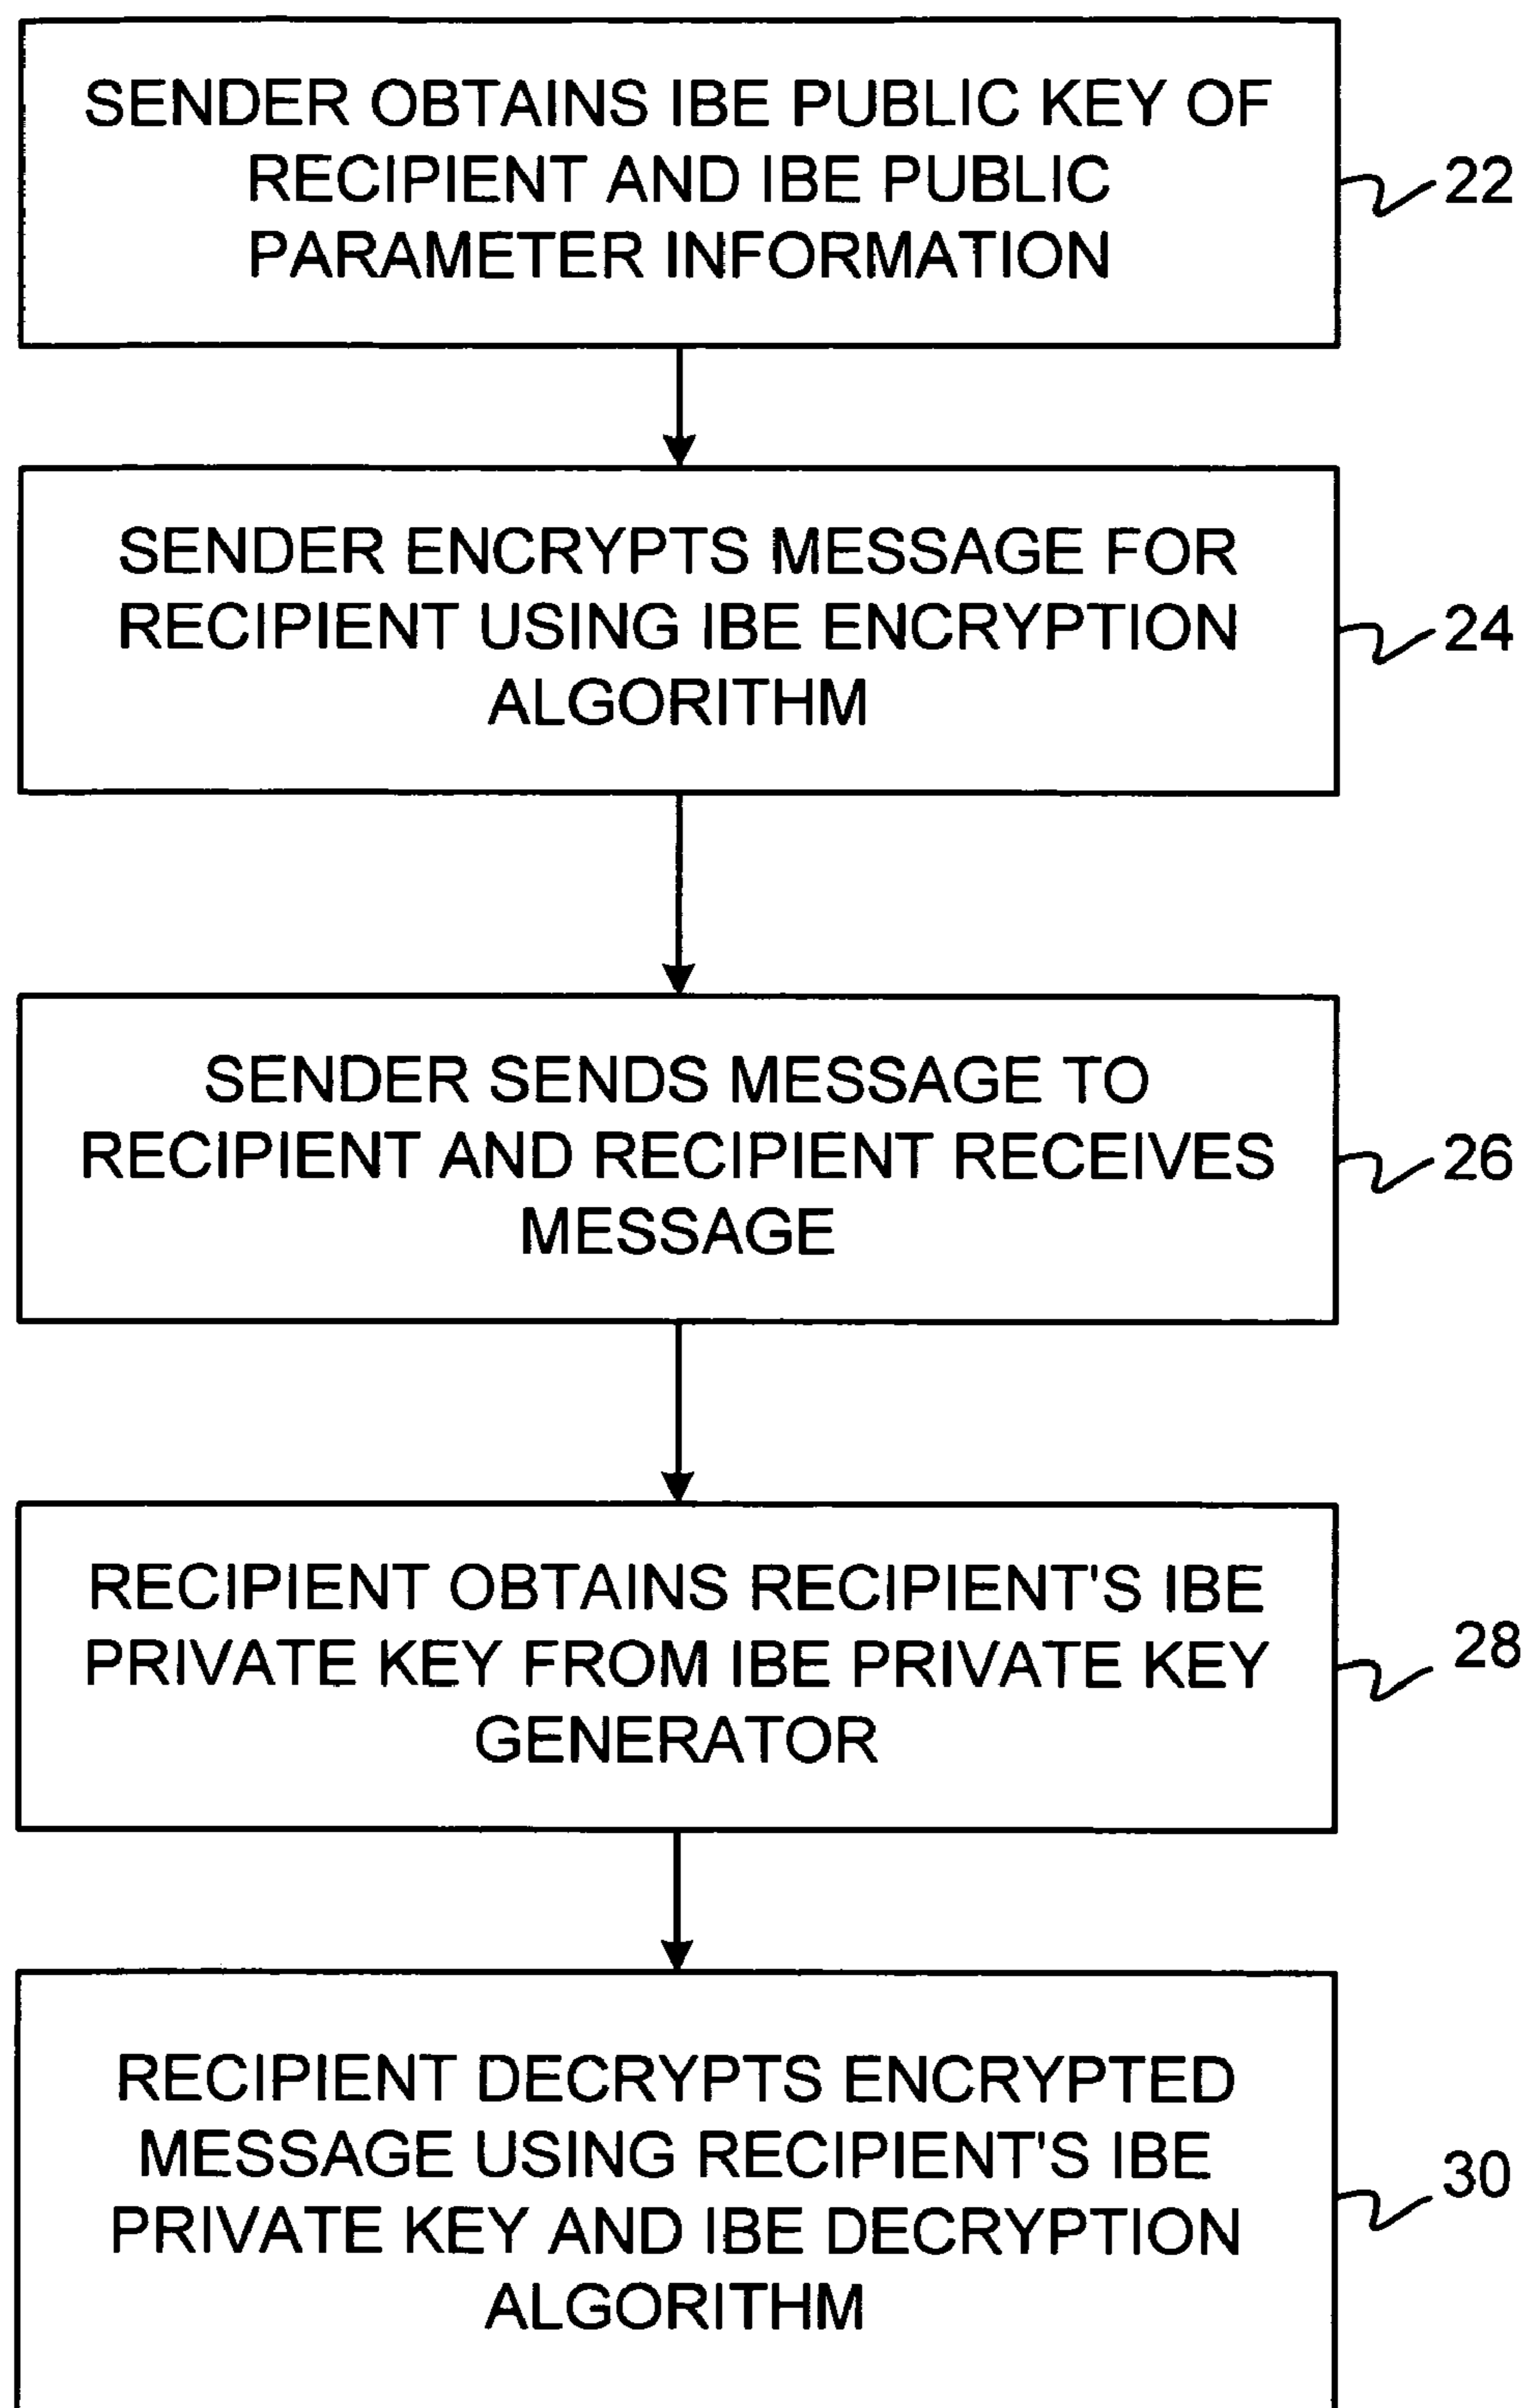 SENDER OBTAINS IBE PUBLIC KEY OF
RECIPIENT AND IBE PUBLIC
PARAMETER INFORMATION
22
SENDER ENCRYPTS MESSAGE FOR
RECIPIENT USING IBE ENCRYPTION
ALGORITHM
24
SENDER SENDS MESSAGE TO
RECIPIENT AND RECIPIENT RECEIVES
MESSAGE
26
RECIPIENT OBTAINS RECIPIENT'S IBE
PRIVATE KEY FROM IBE PRIVATE KEY
GENERATOR
28
RECIPIENT DECRYPTS ENCRYPTED
MESSAGE USING RECIPIENT'S IBE
PRIVATE KEY AND IBE DECRYPTION
ALGORITHM
30